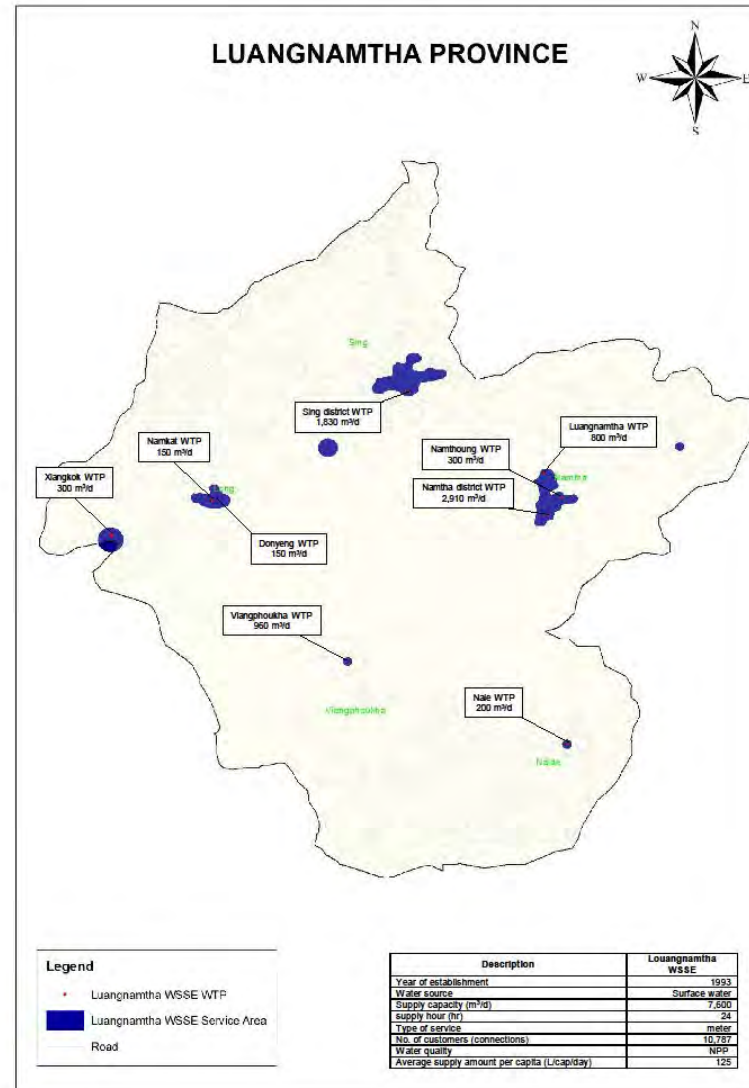 LUANGNAMTHA PROVINCE
N
W
E
S
Sing
Sing district WTP
1,830 m³/d
Luangnamtha WTP
800 m³/d
Namkat WTP
150 m³/d
Namthoung WTP
300 m³/d
Xiangkok WTP
300 m³/d
Namtha district WTP
2,910 m³/d
Donyeng WTP
150 m³/d
Viangphoukha WTP
960 m³/d
Viangphoukha
Nale WTP
200 m³/d
Legend
Luangnamtha WSSE WTP
Luangnamtha WSSE Service Area
Road
Description Louangnamtha WSSE
Year of establishment 1993
Water source Surface water
Supply capacity (m³/d) 7,600
supply hour (hr) 24
Type of service meter
No. of customers (connections) 10,787
Water quality NPP
Average supply amount per capita (L/cap/day) 125